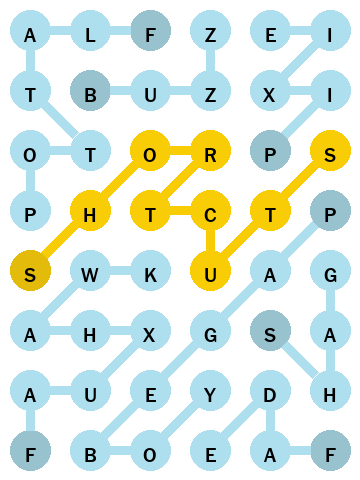 A L F Z E I
T B U Z X I
O T O R P S
P H T C T P
S W K U A G
A H X G S A
A U E Y D H
F B O E A F